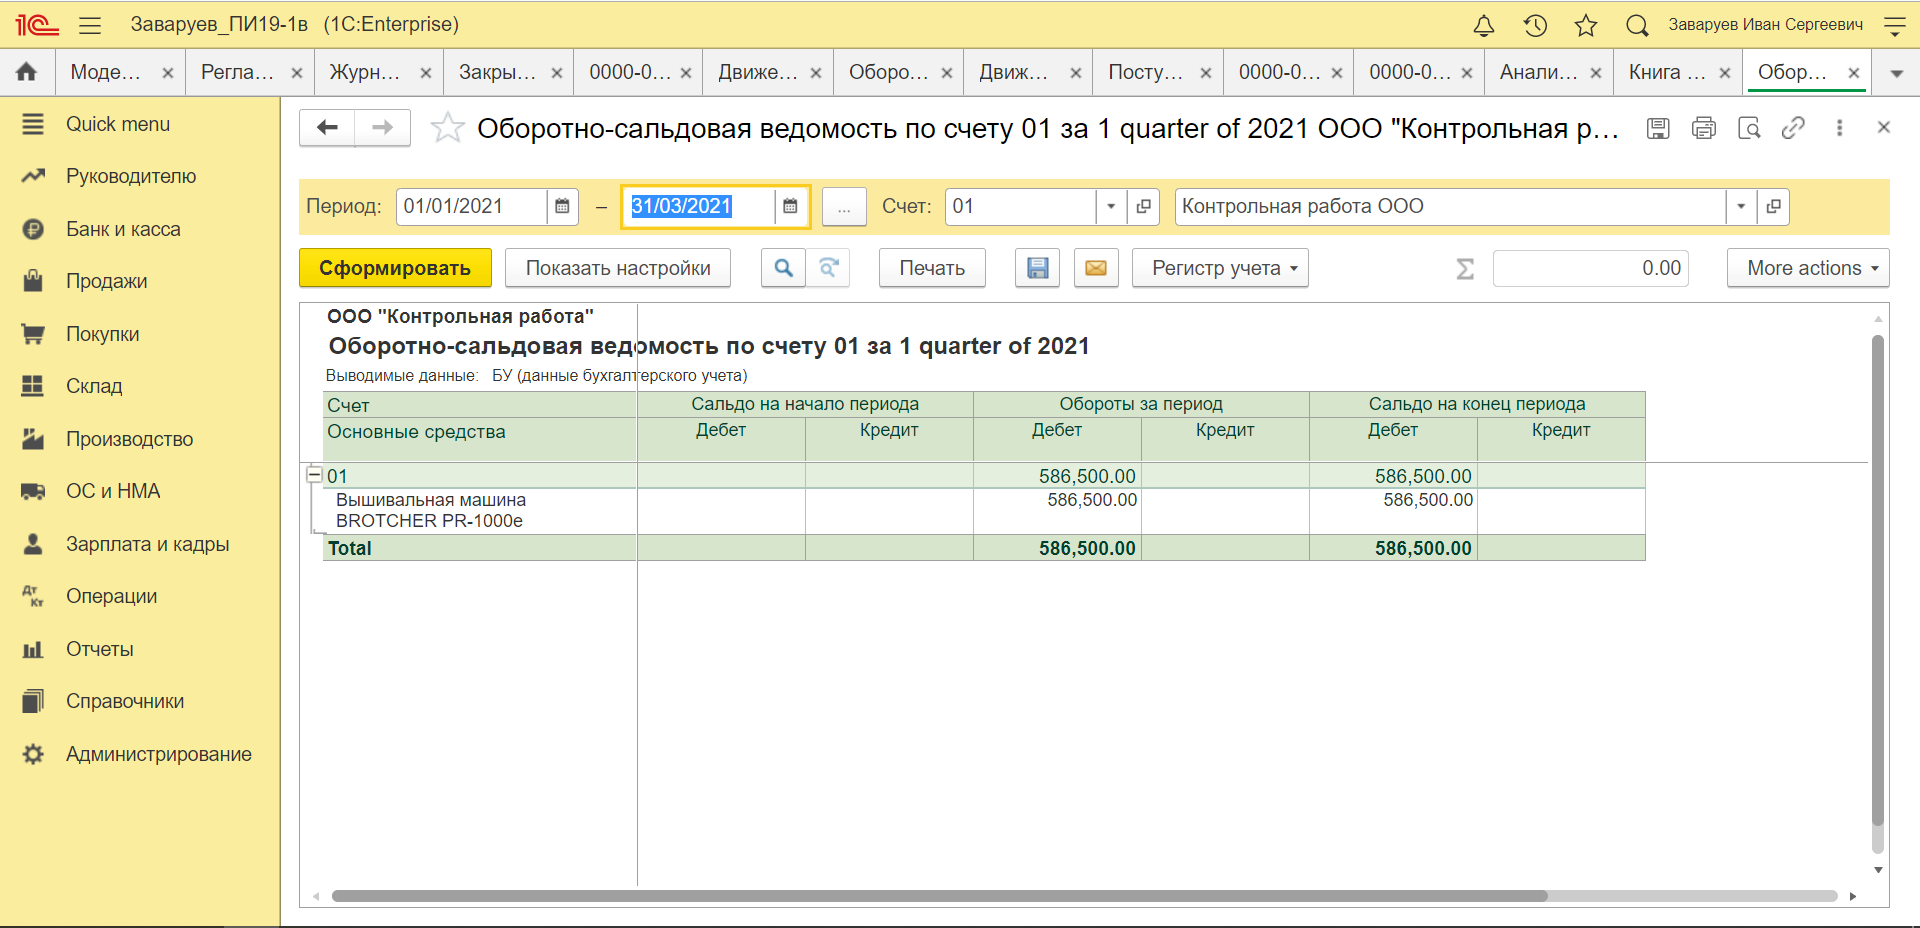 1С Заваруев_ПИ19-1в (1C:Enterprise) Заваруев Иван Сергеевич
Моде... Регла... Журн... Закры... 0000-0... Движе... Оборо... Движ... Посту... 0000-0... 0000-0... Анали... Книга ... Обор...
Quick menu
Руководителю
Банк и касса
Продажи
Покупки
Склад
Производство
ОС и НМА
Зарплата и кадры
Дт Кт Операции
Отчеты
Справочники
Администрирование
Оборотно-сальдовая ведомость по счету 01 за 1 quarter of 2021 ООО "Контрольная р...
Период: 01/01/2021 – 31/03/2021 ... Счет: 01 Контрольная работа ООО
Сформировать Показать настройки Печать Регистр учета Σ 0.00 More actions
ООО "Контрольная работа"
Оборотно-сальдовая ведомость по счету 01 за 1 quarter of 2021
Выводимые данные: БУ (данные бухгалтерского учета)
Счет Сальдо на начало периода Обороты за период Сальдо на конец периода
Основные средства Дебет Кредит Дебет Кредит Дебет Кредит
01 586,500.00 586,500.00
Вышивальная машина 586,500.00 586,500.00
BROTCHER PR-1000e
Total 586,500.00 586,500.00